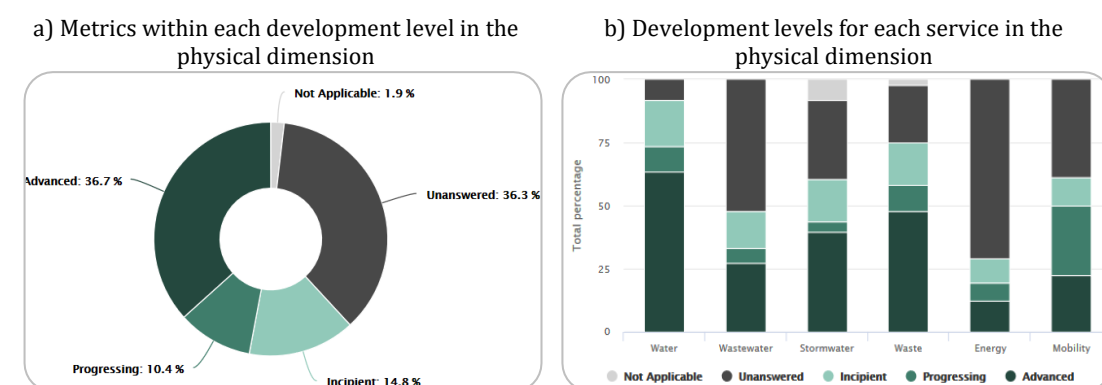 a) Metrics within each development level in the
physical dimension
Not Applicable: 1.9 %
Advanced: 36.7 %
Unanswered: 36.3 %
Progressing: 10.4 %
Incipient: 14.8 %
b) Development levels for each service in the
physical dimension
Total percentage
100
75
50
25
0
Water Wastewater Stormwater Waste Energy Mobility
Not Applicable Unanswered Incipient Progressing Advanced